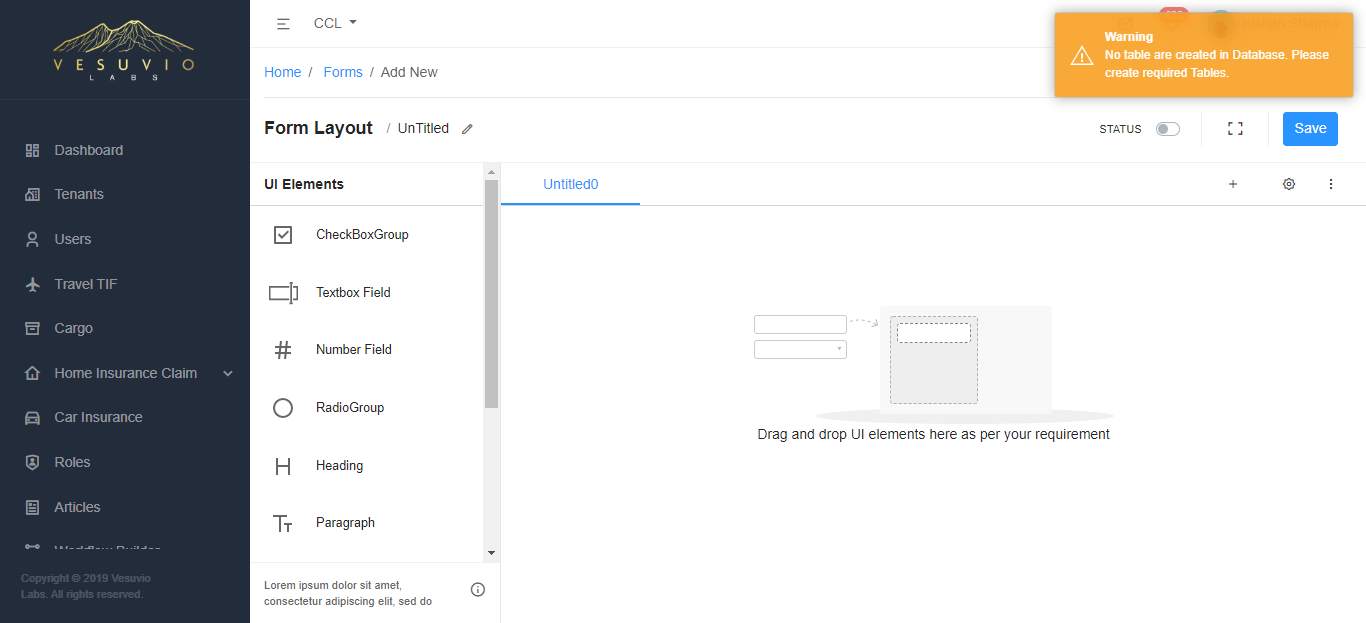 VESUVIO
LABS
CCL
Warning
No table are created in Database. Please
create required Tables.
Home / Forms / Add New
Form Layout / UnTitled
STATUS
Save
Dashboard
Tenants
Users
Travel TIF
Cargo
Home Insurance Claim
Car Insurance
Roles
Articles
Workflow Builder
Copyright © 2019 Vesuvio
Labs. All rights reserved.
UI Elements
CheckBoxGroup
Textbox Field
Number Field
RadioGroup
Heading
Paragraph
Lorem ipsum dolor sit amet,
consectetur adipiscing elit, sed do
Untitled0
Drag and drop UI elements here as per your requirement